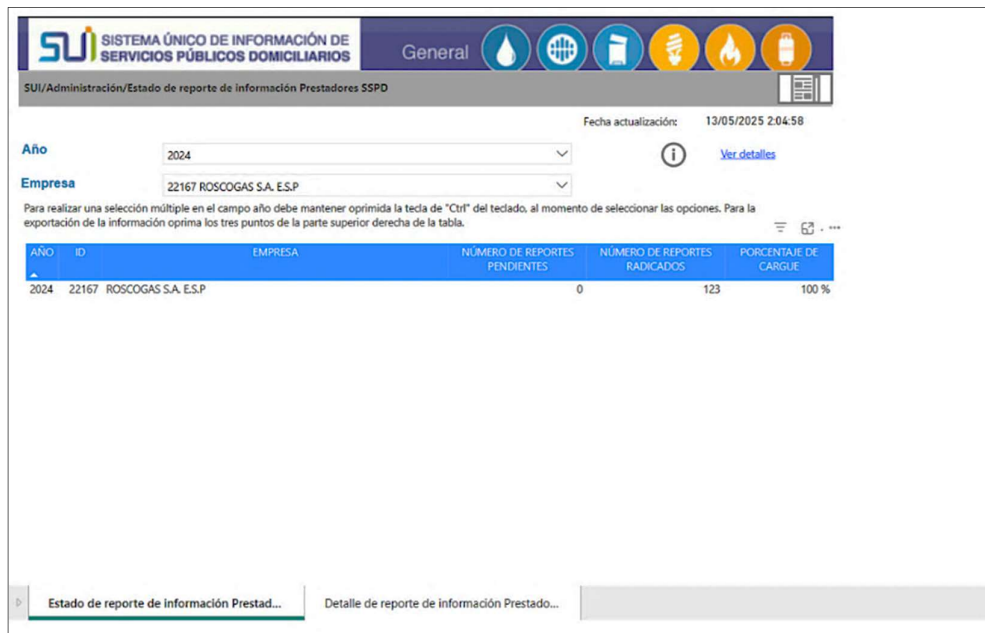 SUI SISTEMA ÚNICO DE INFORMACIÓN DE
SERVICIOS PÚBLICOS DOMICILIARIOS
General
SUI/Administración/Estado de reporte de información Prestadores SSPD
Fecha actualización: 13/05/2025 2:04:58
Año 2024
Ver detalles
Empresa 22167 ROSCOGAS S.A. E.S.P
Para realizar una selección múltiple en el campo año debe mantener oprimida la tecla de "Ctrl" del teclado, al momento de seleccionar las opciones. Para la
exportación de la información oprima los tres puntos de la parte superior derecha de la tabla.
AÑO ID EMPRESA NÚMERO DE REPORTES PENDIENTES NÚMERO DE REPORTES RADICADOS PORCENTAJE DE CARGUE
2024 22167 ROSCOGAS S.A. E.S.P 0 123 100 %
Estado de reporte de información Prestad... Detalle de reporte de información Prestado...